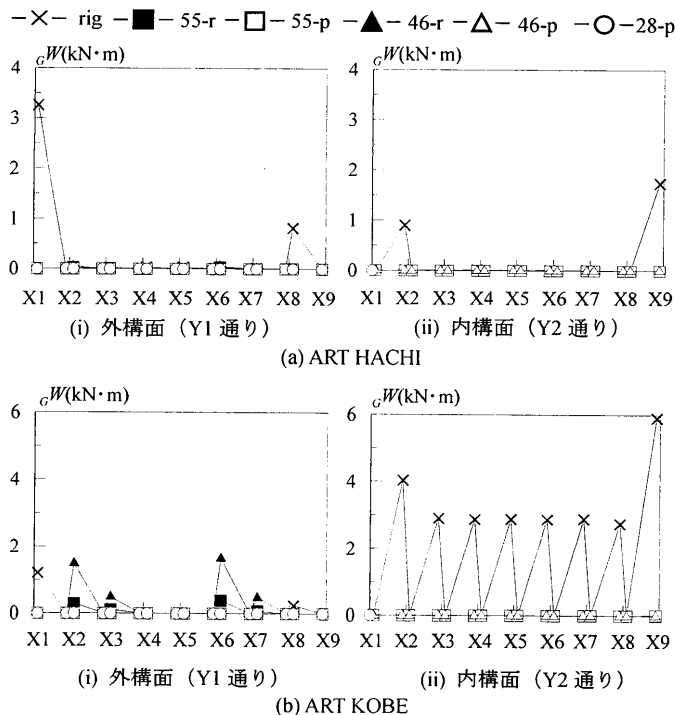 rig 55-r 55-p 46-r 46-p 28-p
GW(kN·m) GW(kN·m)
4 4
3 3
2 2
1 1
0 0
X1 X2 X3 X4 X5 X6 X7 X8 X9 X1 X2 X3 X4 X5 X6 X7 X8 X9
(i) 外構面（Y1 通り） (ii) 内構面（Y2 通り）
(a) ART HACHI
GW(kN·m) GW(kN·m)
6 6
4 4
2 2
0 0
X1 X2 X3 X4 X5 X6 X7 X8 X9 X1 X2 X3 X4 X5 X6 X7 X8 X9
(i) 外構面（Y1 通り） (ii) 内構面（Y2 通り）
(b) ART KOBE